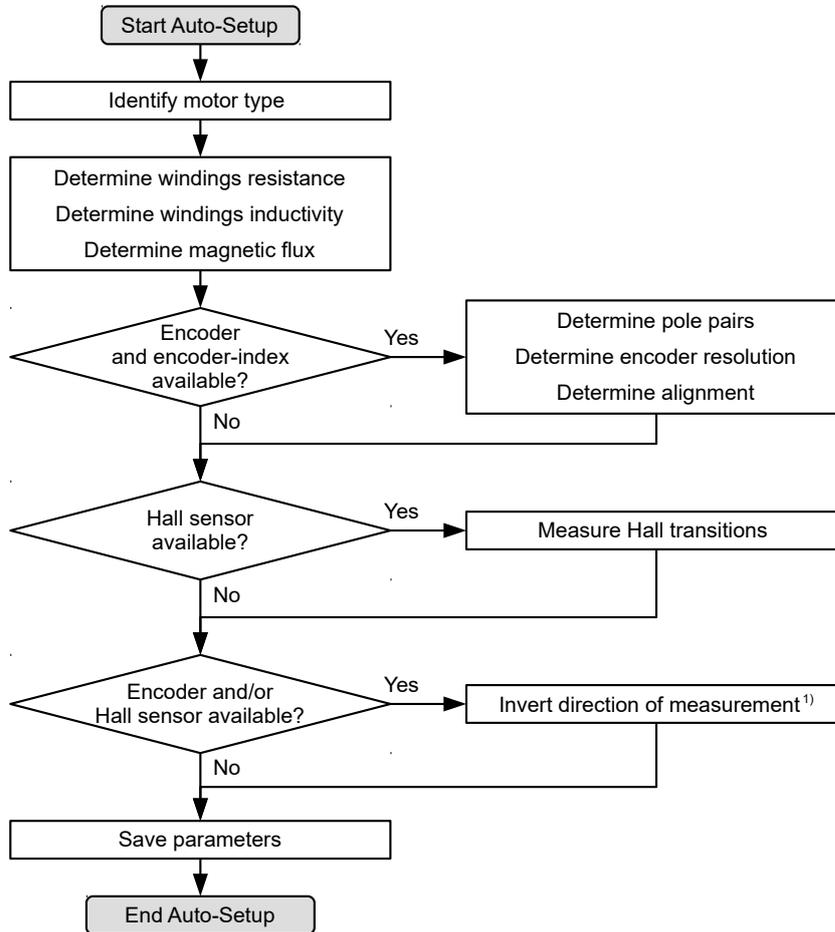 Start Auto-Setup
Identify motor type
Determine windings resistance
Determine windings inductivity
Determine magnetic flux
Encoder
and encoder-index
available?
Yes
Determine pole pairs
Determine encoder resolution
Determine alignment
No
Hall sensor
available?
Yes
Measure Hall transitions
No
Encoder and/or
Hall sensor available?
Yes
Invert direction of measurement 1)
No
Save parameters
End Auto-Setup